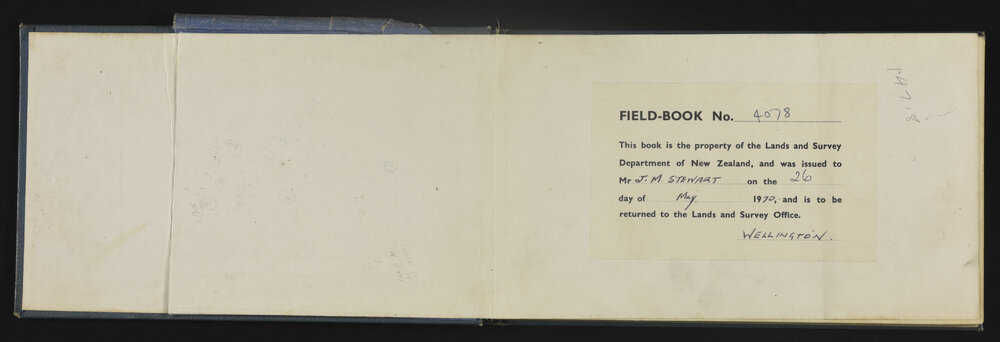 FIELD-BOOK No. 4078
This book is the property of the Lands and Survey
Department of New Zealand, and was issued to
Mr J. M. STEWART on the 26
day of May 1970, and is to be
returned to the Lands and Survey Office.
WELLINGTON.